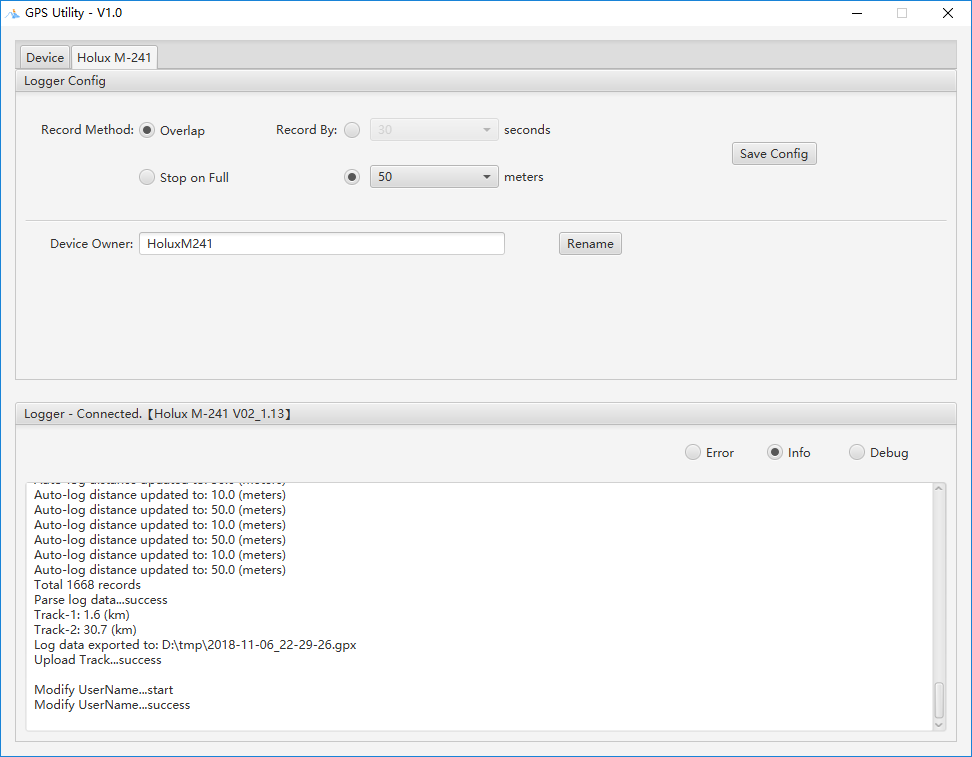 GPS Utility - V1.0
Device Holux M-241
Logger Config
Record Method: Overlap Record By: 30 seconds
Save Config
Stop on Full 50 meters
Device Owner: HoluxM241 Rename
Logger - Connected.【Holux M-241 V02_1.13】
Error Info Debug
Auto-log distance updated to: 10.0 (meters)
Auto-log distance updated to: 50.0 (meters)
Auto-log distance updated to: 10.0 (meters)
Auto-log distance updated to: 50.0 (meters)
Auto-log distance updated to: 10.0 (meters)
Auto-log distance updated to: 50.0 (meters)
Total 1668 records
Parse log data...success
Track-1: 1.6 (km)
Track-2: 30.7 (km)
Log data exported to: D:\tmp\2018-11-06_22-29-26.gpx
Upload Track...success
Modify UserName...start
Modify UserName...success